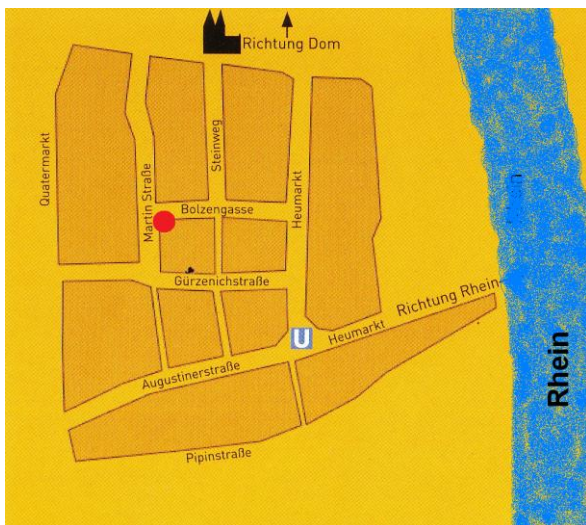 Richtung Dom
Quatermarkt
Martin Straße
Steinweg
Heumarkt
Bolzengasse
Gürzenichstraße
U
Heumarkt
Richtung Rhein
Augustinerstraße
Pipinstraße
Rhein